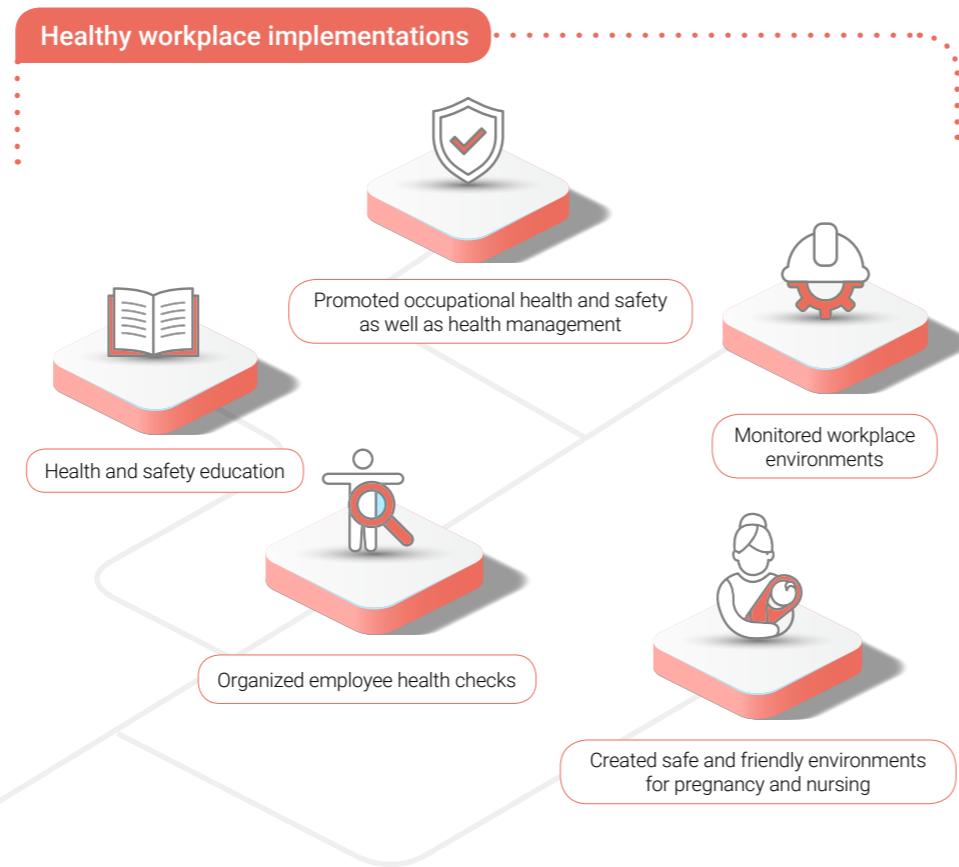 Healthy workplace implementations
Promoted occupational health and safety
as well as health management
Monitored workplace
environments
Health and safety education
Organized employee health checks
Created safe and friendly environments
for pregnancy and nursing